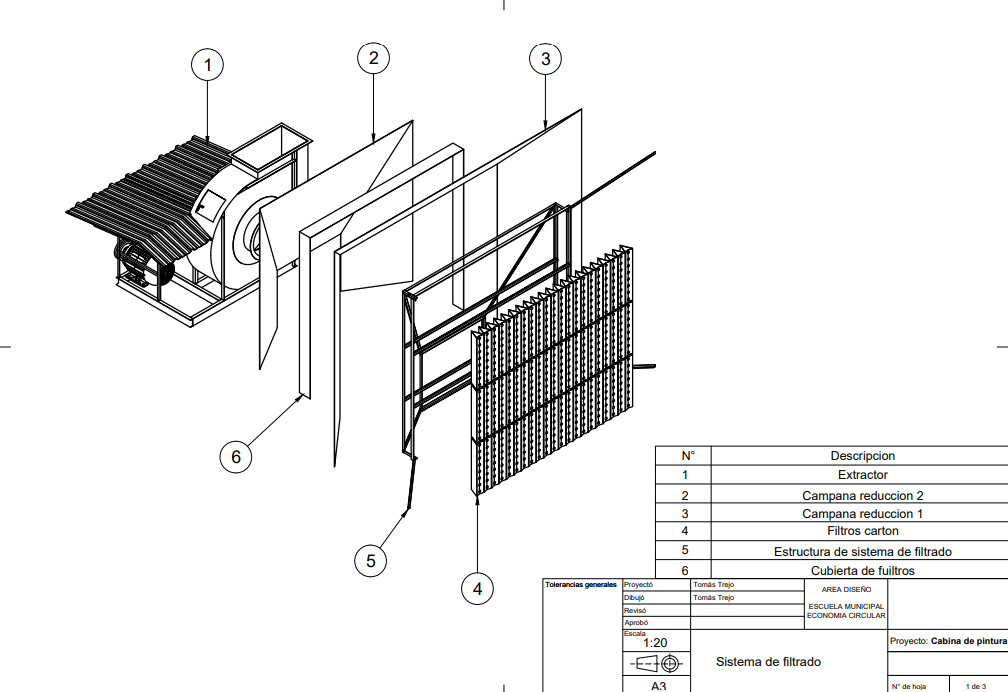 1
2
3
6
5
4
N° Descripcion
1 Extractor
2 Campana reduccion 2
3 Campana reduccion 1
4 Filtros carton
5 Estructura de sistema de filtrado
6 Cubierta de fuiltros
Tolerancias generales
Proyectó Tomás Trejo
Dibujó Tomás Trejo
Revisó
Aprobó
AREA DISEÑO
ESCUELA MUNICIPAL
ECONOMIA CIRCULAR
Escala
1:20
A3
Sistema de filtrado
Proyecto: Cabina de pintura
N° de hoja 1 de 3